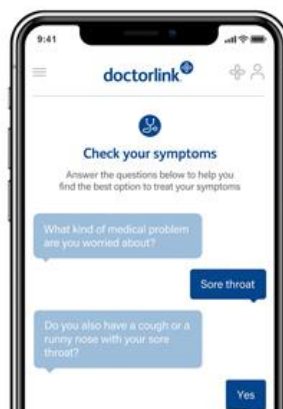 9:41
doctorlink
Check your symptoms
Answer the questions below to help you
find the best option to treat your symptoms
What kind of medical problem
are you worried about?
Sore throat
Do you also have a cough or a
runny nose with your sore
throat?
Yes